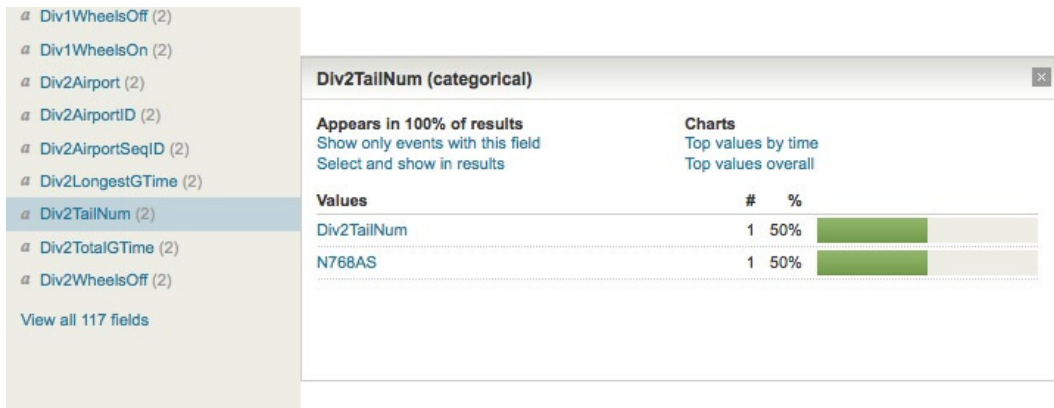 a Div1WheelsOff (2)
a Div1WheelsOn (2)
a Div2Airport (2)
a Div2AirportID (2)
a Div2AirportSeqID (2)
a Div2LongestGTime (2)
a Div2TailNum (2)
a Div2TotalGTime (2)
a Div2WheelsOff (2)
View all 117 fields
Div2TailNum (categorical)
Appears in 100% of results
Show only events with this field
Select and show in results
Charts
Top values by time
Top values overall
Values # %
Div2TailNum 1 50%
N768AS 1 50%